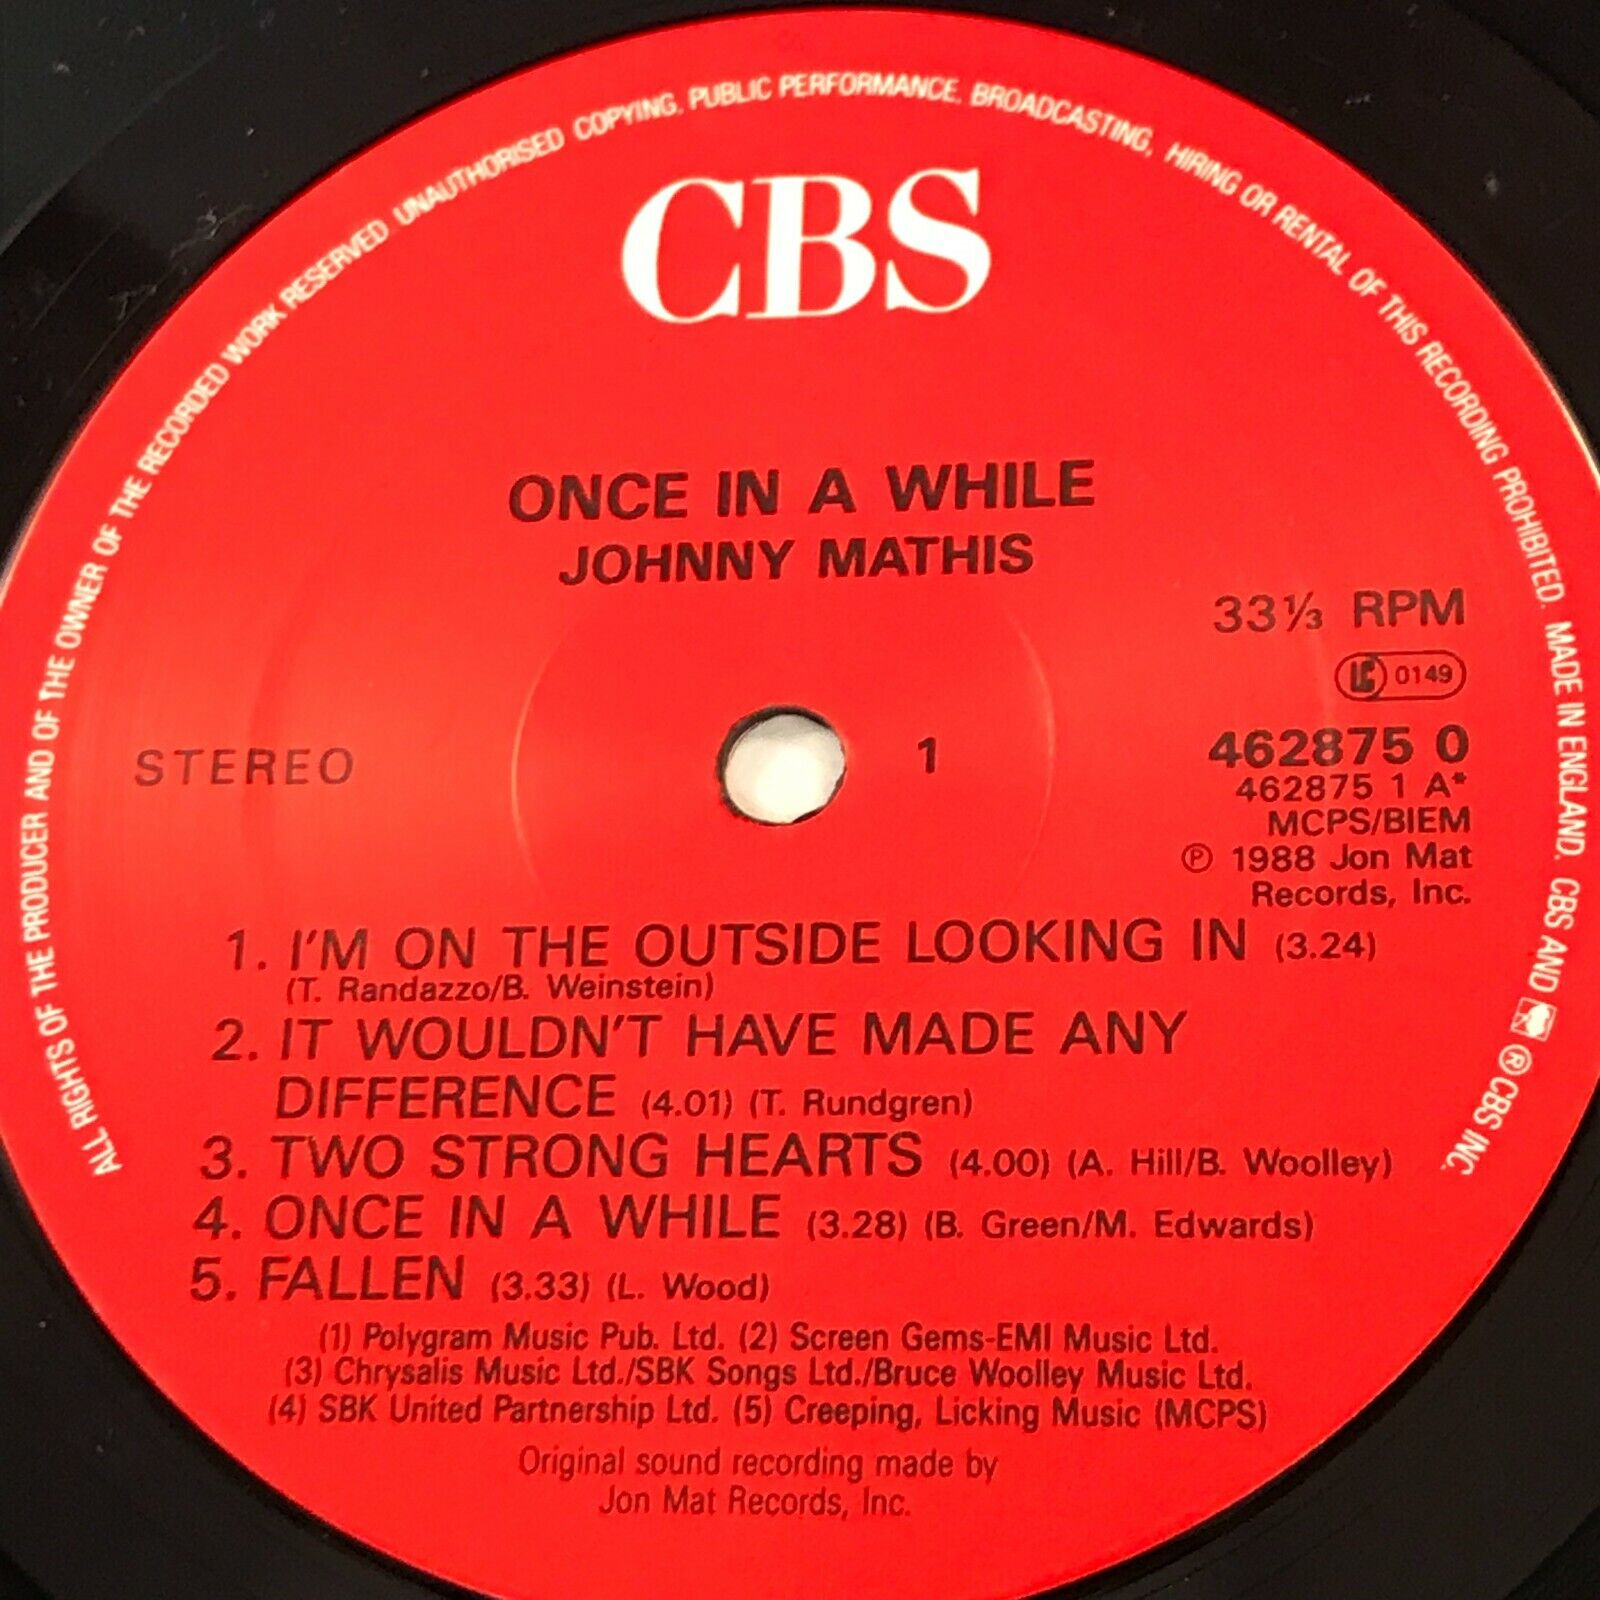 ALL RIGHTS OF THE PRODUCER AND OF THE OWNER OF THE RECORDED WORK RESERVED UNAUTHORISED COPYING, PUBLIC PERFORMANCE, BROADCASTING, HIRING OR RENTAL OF THIS RECORDING PROHIBITED. MADE IN ENGLAND. CBS AND ® CBS INC.
CBS
ONCE IN A WHILE
JOHNNY MATHIS
33⅓ RPM
LC 0149
STEREO
1
462875 0
462875 1 A*
MCPS/BIEM
℗ 1988 Jon Mat
Records, Inc.
1. I'M ON THE OUTSIDE LOOKING IN (3.24)
(T. Randazzo/B. Weinstein)
2. IT WOULDN'T HAVE MADE ANY
DIFFERENCE (4.01) (T. Rundgren)
3. TWO STRONG HEARTS (4.00) (A. Hill/B. Woolley)
4. ONCE IN A WHILE (3.28) (B. Green/M. Edwards)
5. FALLEN (3.33) (L. Wood)
(1) Polygram Music Pub. Ltd. (2) Screen Gems-EMI Music Ltd.
(3) Chrysalis Music Ltd./SBK Songs Ltd./Bruce Woolley Music Ltd.
(4) SBK United Partnership Ltd. (5) Creeping, Licking Music (MCPS)
Original sound recording made by
Jon Mat Records, Inc.